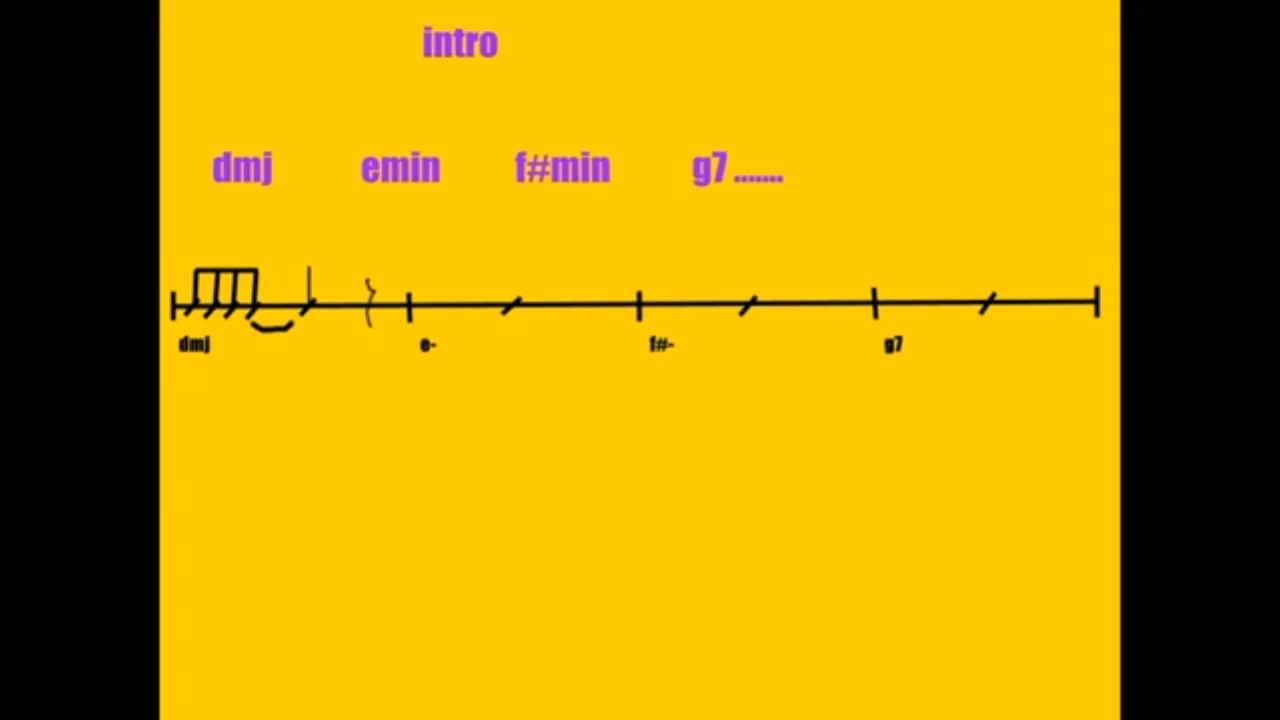 intro
dmj emin f#min g7.......
dmj e- f#- g7